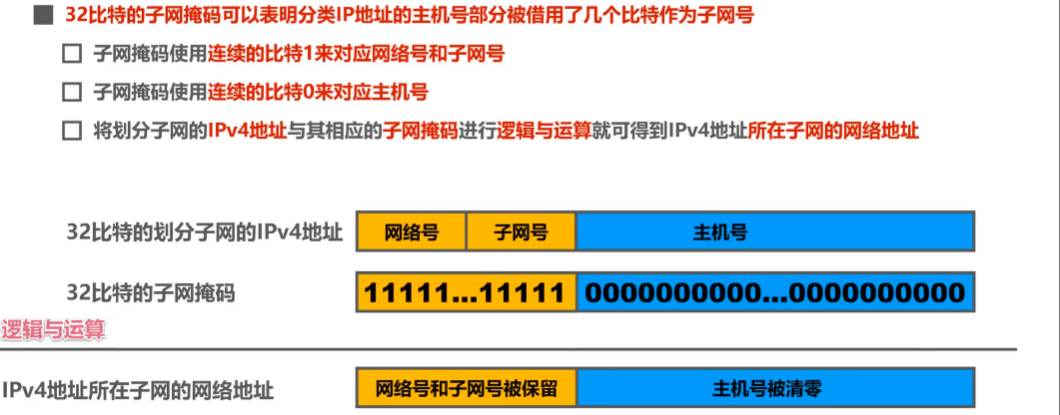 32比特的子网掩码可以表明分类IP地址的主机号部分被借用了几个比特作为子网号
子网掩码使用连续的比特1来对应网络号和子网号
子网掩码使用连续的比特0来对应主机号
将划分子网的IPv4地址与其相应的子网掩码进行逻辑与运算就可得到IPv4地址所在子网的网络地址
32比特的划分子网的IPv4地址 网络号 子网号 主机号
32比特的子网掩码 11111...11111 0000000000...0000000000
逻辑与运算
IPv4地址所在子网的网络地址 网络号和子网号被保留 主机号被清零